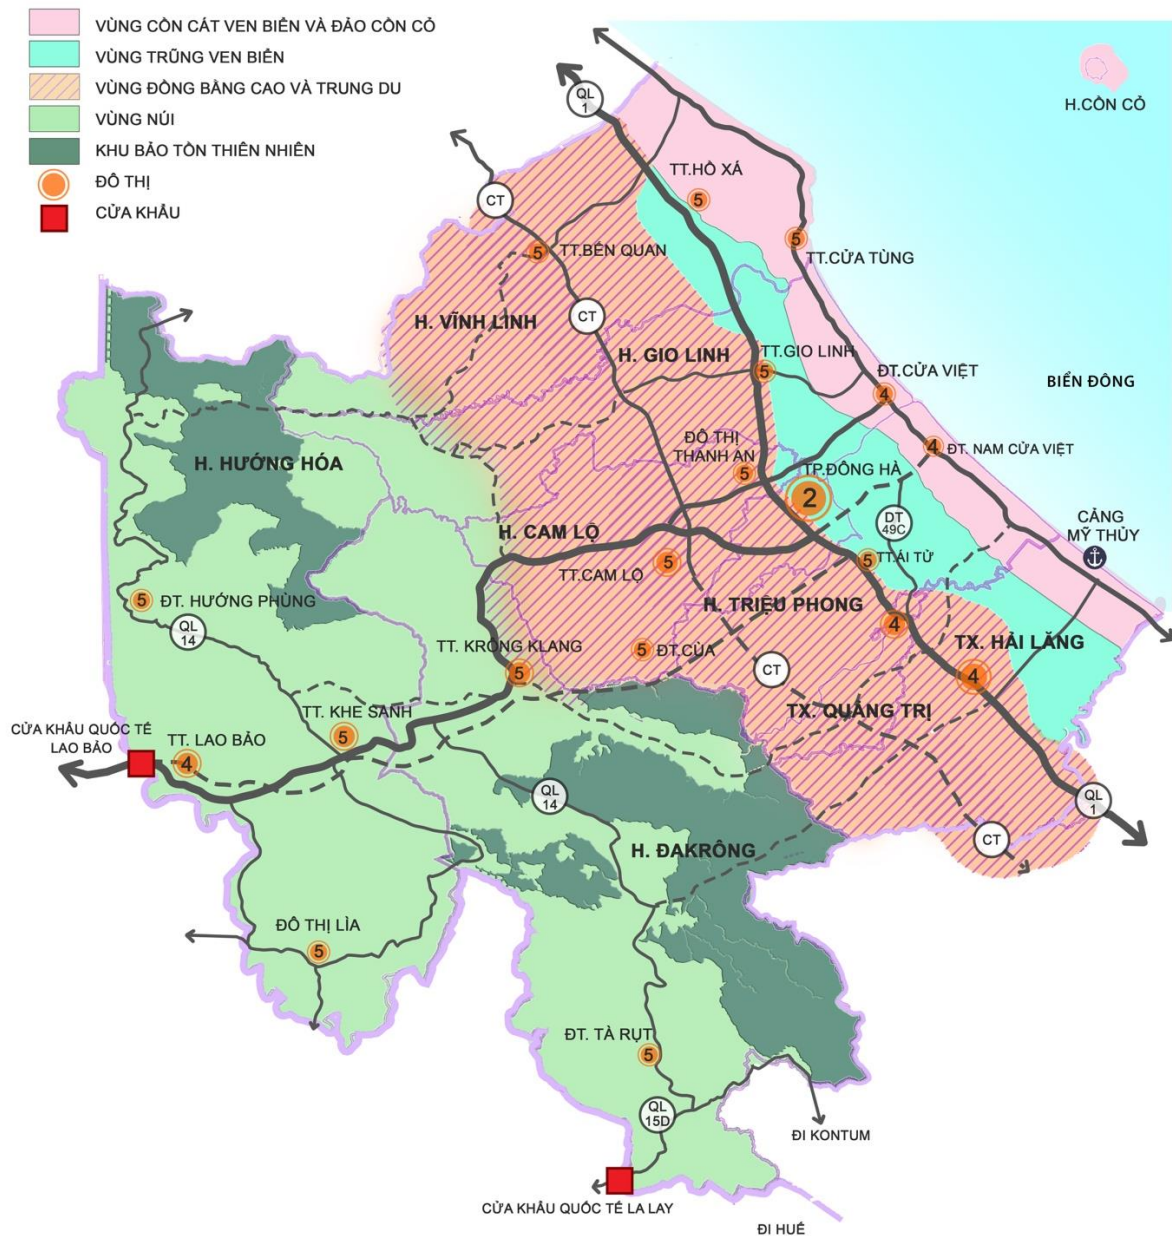 VÙNG CỒN CÁT VEN BIỂN VÀ ĐẢO CỒN CỎ
VÙNG TRŨNG VEN BIỂN
VÙNG ĐỒNG BẰNG CAO VÀ TRUNG DU
VÙNG NÚI
KHU BẢO TỒN THIÊN NHIÊN
ĐÔ THỊ
CỬA KHẨU
H.CỒN CỎ
QL
1
TT.HỒ XÁ
5
CT
5
TT.BẾN QUAN
5
TT.CỬA TÙNG
CT
H. VĨNH LINH
H. GIO LINH
TT.GIO LINH
5
ĐT.CỬA VIỆT
4
BIỂN ĐÔNG
ĐÔ THỊ
THANH AN
5
4
ĐT. NAM CỬA VIỆT
H. HƯỚNG HÓA
TP.ĐÔNG HÀ
2
DT
49C
CẢNG
MỸ THỦY
H. CAM LỘ
TT.CAM LỘ
5
5
TT.ÁI TỬ
5
ĐT. HƯỚNG PHÙNG
H. TRIỆU PHONG
4
QL
14
TT. KRÔNG KLANG
5
5
ĐT.CÙA
TX. HẢI LĂNG
4
CT
TX. QUẢNG TRỊ
CỬA KHẨU QUỐC TẾ
LAO BẢO
TT. LAO BẢO
4
TT. KHE SANH
5
QL
14
QL
1
CT
H. ĐAKRÔNG
ĐÔ THỊ LÌA
5
ĐT. TÀ RỤT
5
QL
15D
ĐI KONTUM
CỬA KHẨU QUỐC TẾ LA LAY
ĐI HUẾ